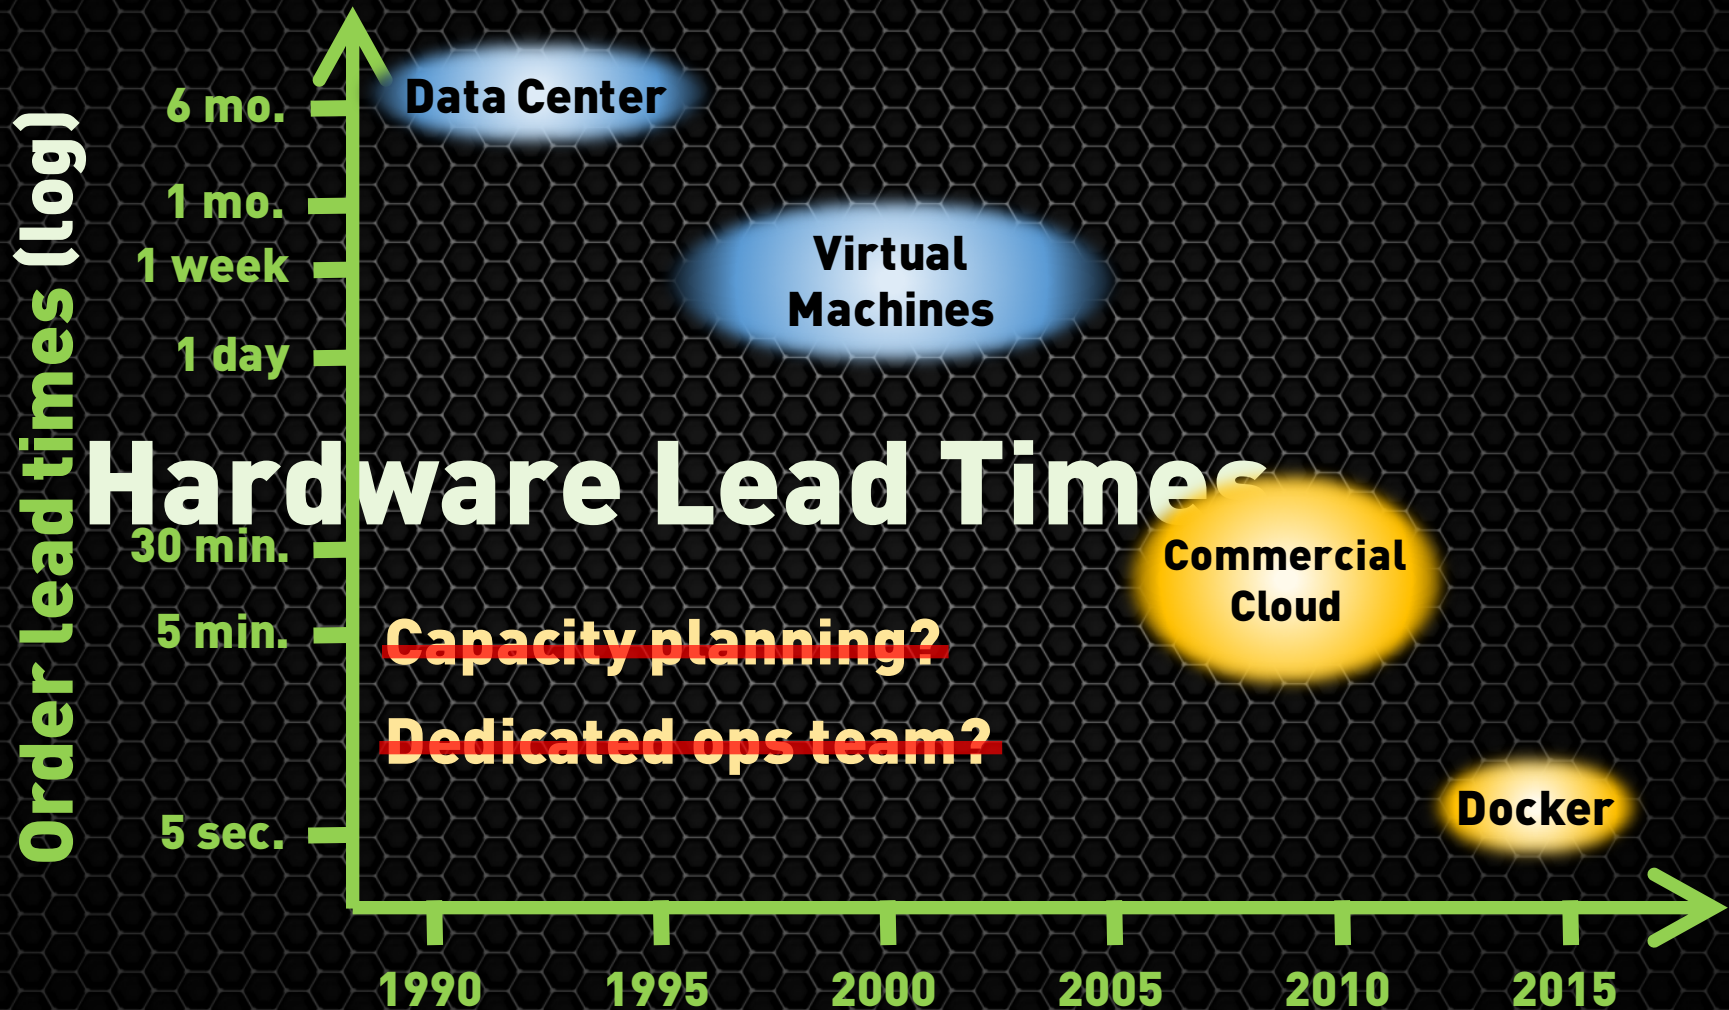 Order lead times (log)
6 mo.
1 mo.
1 week
1 day
30 min.
5 min.
5 sec.
Data Center
Virtual
Machines
Hardware Lead Times
Commercial
Cloud
Capacity planning?
Dedicated ops team?
Docker
1990
1995
2000
2005
2010
2015